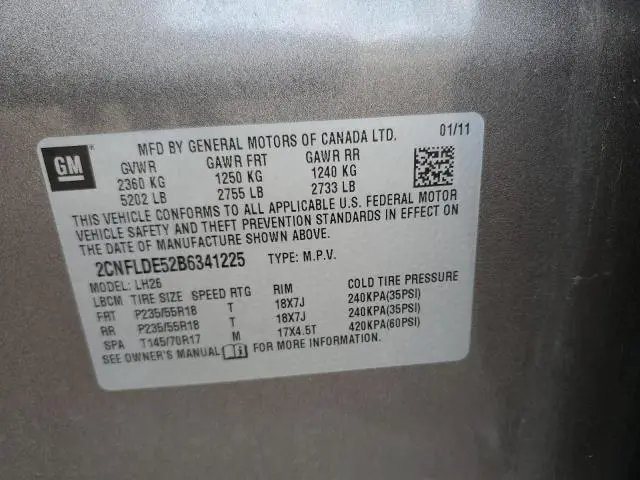 GM
MFD BY GENERAL MOTORS OF CANADA LTD. 01/11
GVWR GAWR FRT GAWR RR
2360 KG 1250 KG 1240 KG
5202 LB 2755 LB 2733 LB
THIS VEHICLE CONFORMS TO ALL APPLICABLE U.S. FEDERAL MOTOR
VEHICLE SAFETY AND THEFT PREVENTION STANDARDS IN EFFECT ON
THE DATE OF MANUFACTURE SHOWN ABOVE.
2CNFLDE52B6341225 TYPE: M.P.V.
MODEL: LH26
LBCM TIRE SIZE SPEED RTG RIM COLD TIRE PRESSURE
FRT P235/55R18 T 18X7J 240KPA(35PSI)
RR P235/55R18 T 18X7J 240KPA(35PSI)
SPA T145/70R17 M 17X4.5T 420KPA(60PSI)
SEE OWNER'S MANUAL FOR MORE INFORMATION.